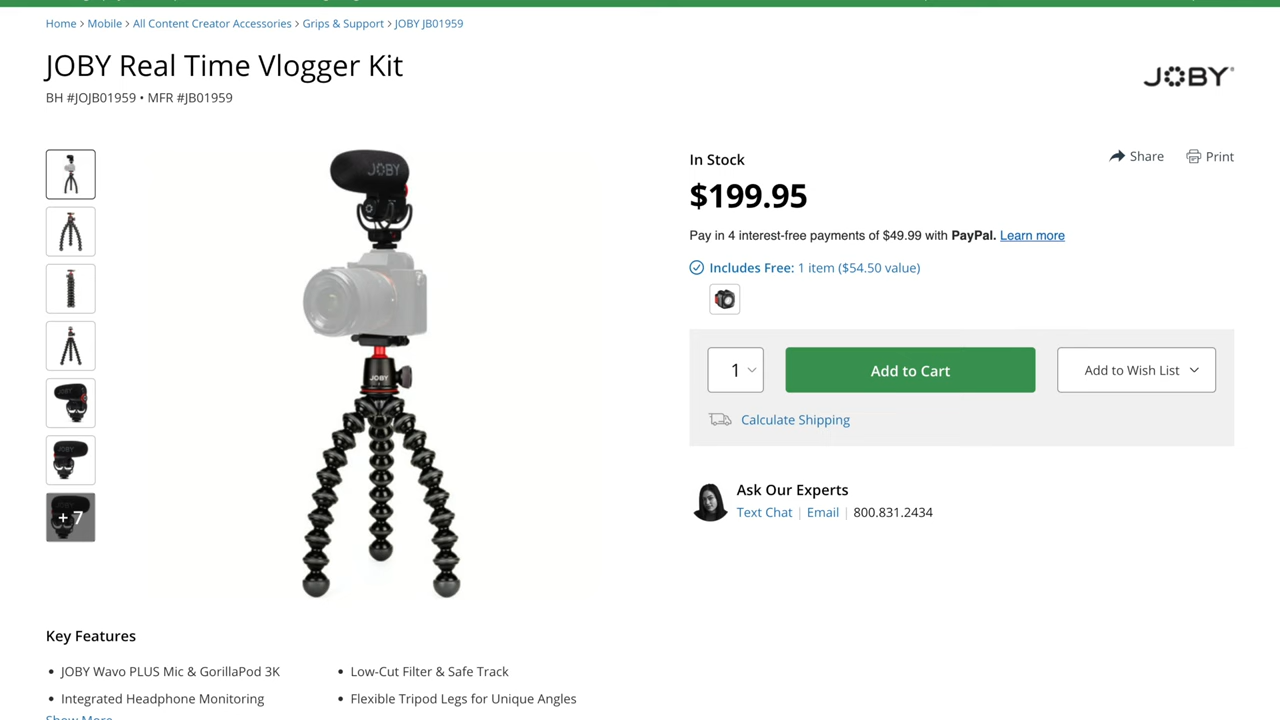 Home > Mobile > All Content Creator Accessories > Grips & Support > JOBY JB01959
JOBY Real Time Vlogger Kit
BH #JOJB01959 • MFR #JB01959
JOBY
JOBY
JOBY
In Stock
Share
Print
$199.95
Pay in 4 interest-free payments of $49.99 with PayPal. Learn more
Includes Free: 1 item ($54.50 value)
1
Add to Cart
Add to Wish List
Calculate Shipping
Ask Our Experts
Text Chat | Email | 800.831.2434
+ 7
Key Features
• JOBY Wavo PLUS Mic & GorillaPod 3K
• Low-Cut Filter & Safe Track
• Integrated Headphone Monitoring
• Flexible Tripod Legs for Unique Angles
Show More